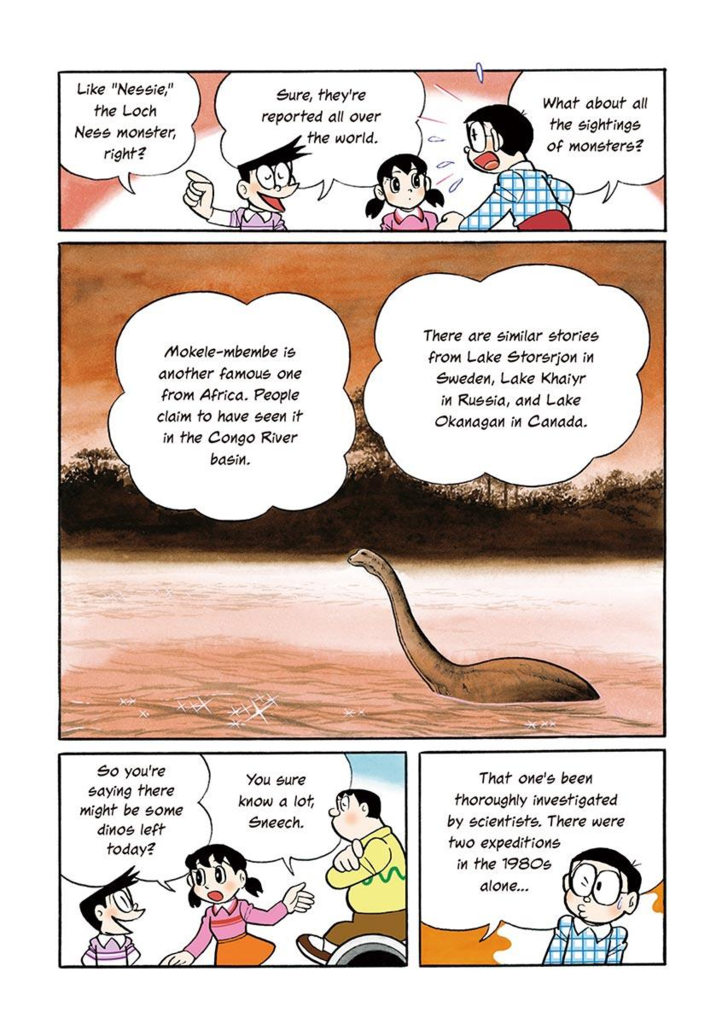 What about all
the sightings
of monsters?
Sure, they're
reported all over
the world.
Like "Nessie,"
the Loch
Ness monster,
right?
There are similar stories
from Lake Storsrjon in
Sweden, Lake Khaiyr
in Russia, and Lake
Okanagan in Canada.
Mokele-mbembe is
another famous one
from Africa. People
claim to have seen it
in the Congo River
basin.
That one's been
thoroughly investigated
by scientists. There were
two expeditions
in the 1980s
alone...
You sure
know a lot,
Sneech.
So you're
saying there
might be some
dinos left
today?